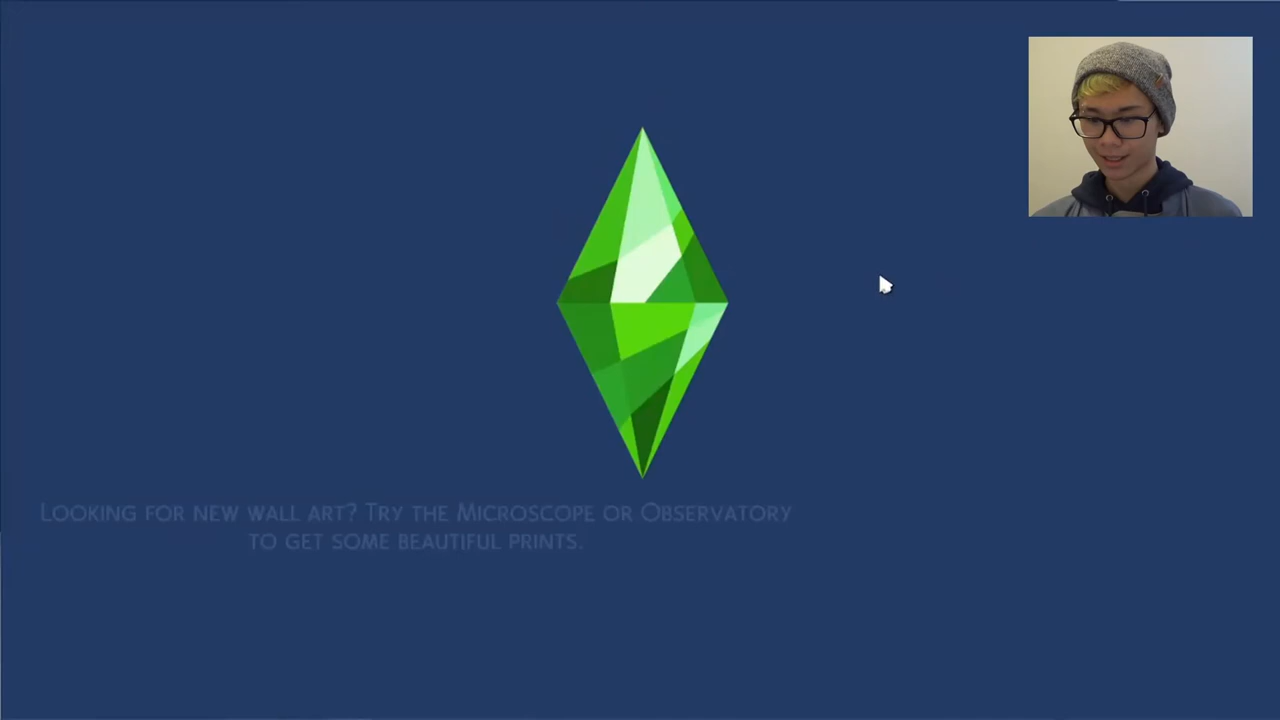 Looking for new wall art? Try the Microscope or Observatory
to get some beautiful prints.